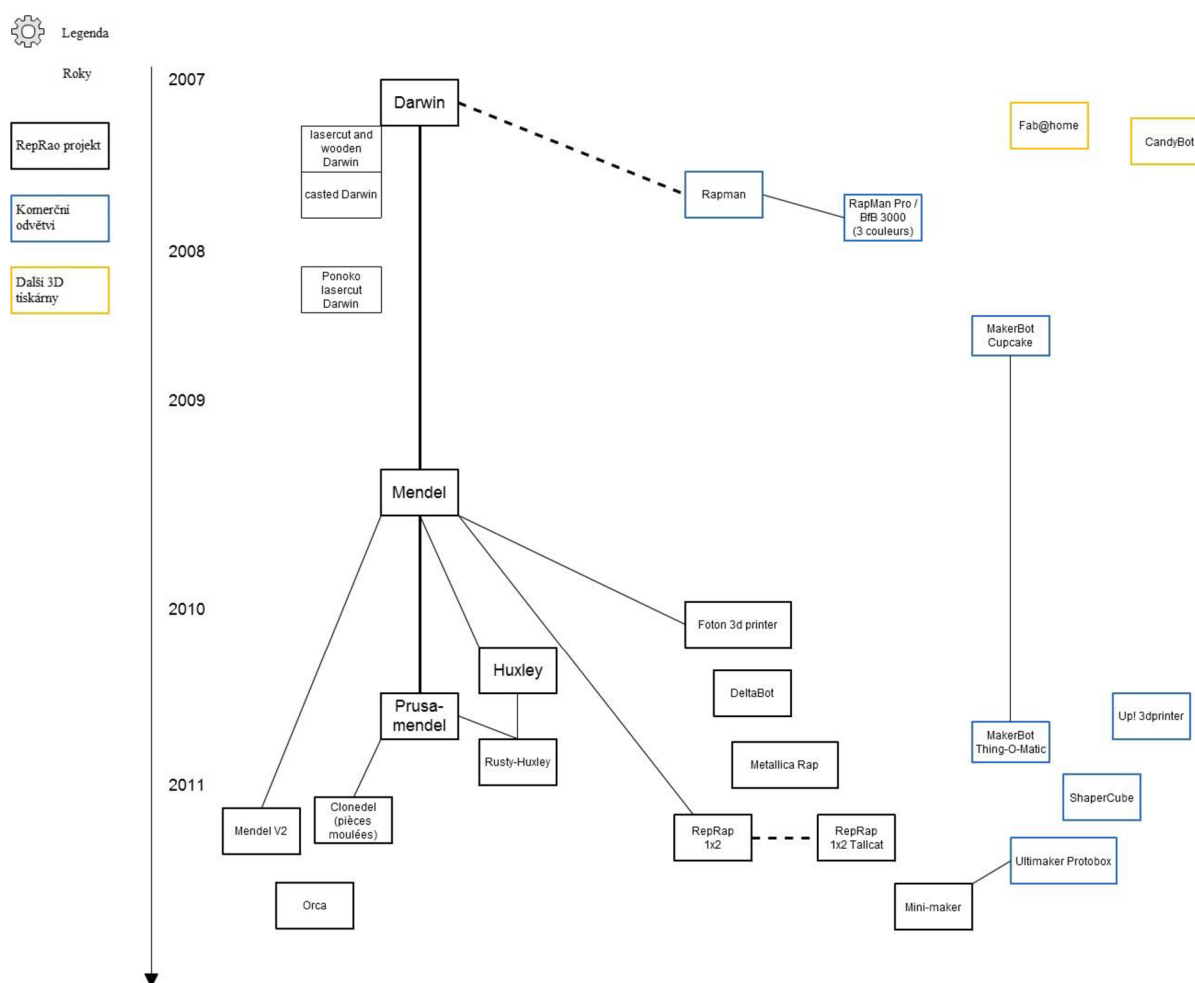 Legenda
Roky
RepRao projekt
Komerční
odvětvi
Dalši 3D
tiskárny
2007
2008
2009
2010
2011
Darwin
lasercut and
wooden
Darwin
casted Darwin
Ponoko
lasercut
Darwin
Rapman
RapMan Pro /
BfB 3000
(3 couleurs)
Fab@home
CandyBot
MakerBot
Cupcake
Mendel
Foton 3d printer
Huxley
DeltaBot
Prusa-
mendel
Rusty-Huxley
Metallica Rap
MakerBot
Thing-O-Matic
Up! 3dprinter
ShaperCube
Mendel V2
Clonedel
(pièces
moulées)
RepRap
1x2
RepRap
1x2 Tallcat
Ultimaker Protobox
Orca
Mini-maker